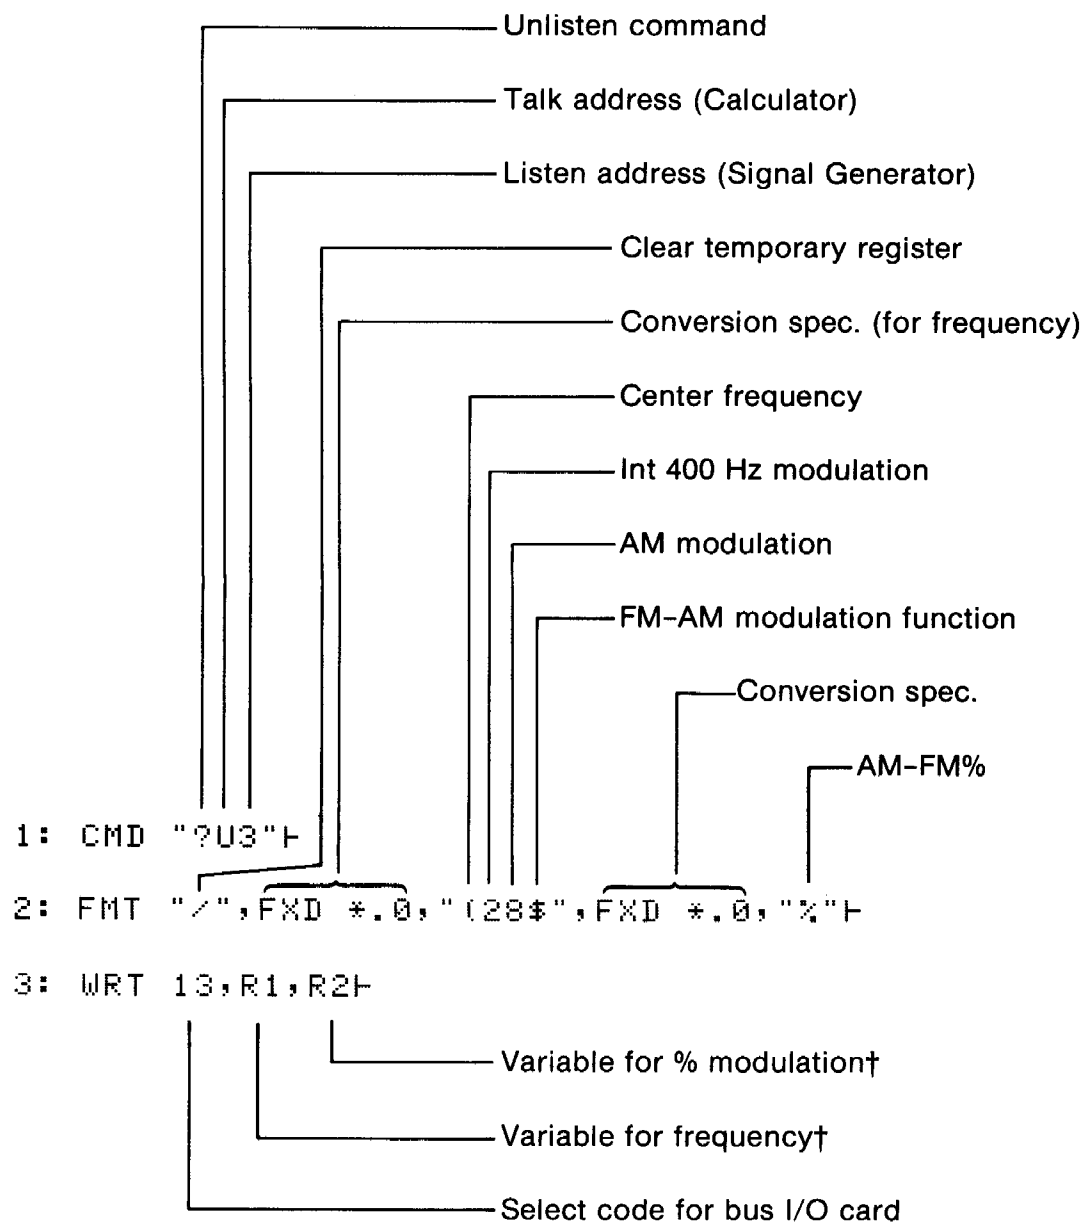 Unlisten command
Talk address (Calculator)
Listen address (Signal Generator)
Clear temporary register
Conversion spec. (for frequency)
Center frequency
Int 400 Hz modulation
AM modulation
FM–AM modulation function
Conversion spec.
AM–FM%
1: CMD "?U3"⊢
2: FMT "/",FXD *.0,"(28$",FXD *.0,"%"⊢
3: WRT 13,R1,R2⊢
Variable for % modulation†
Variable for frequency†
Select code for bus I/O card